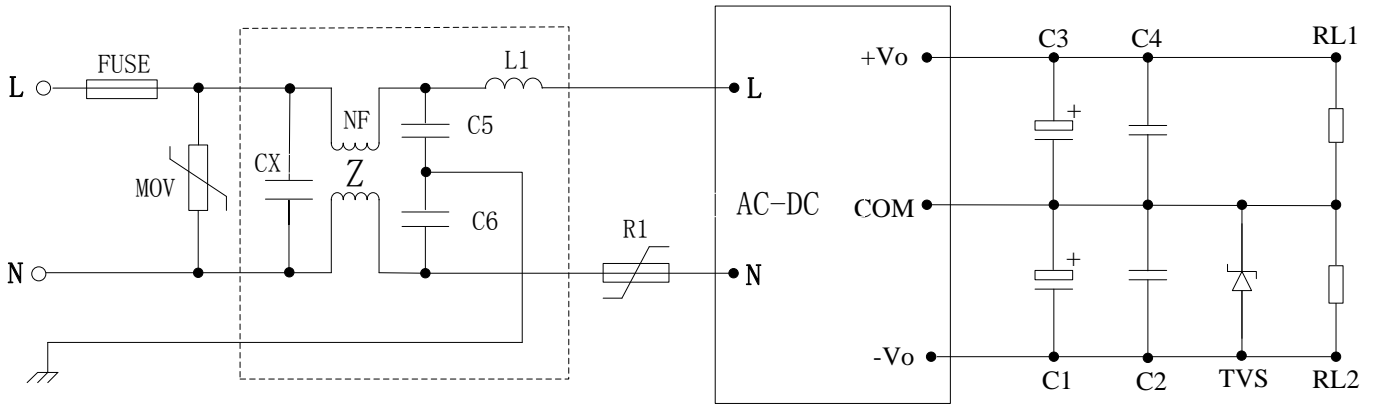 FUSE
L1
C3
C4
RL1
+Vo
L
L
NF
C5
CX
Z
MOV
AC-DC
COM
C6
R1
N
N
-Vo
C1
C2
TVS
RL2
+
+